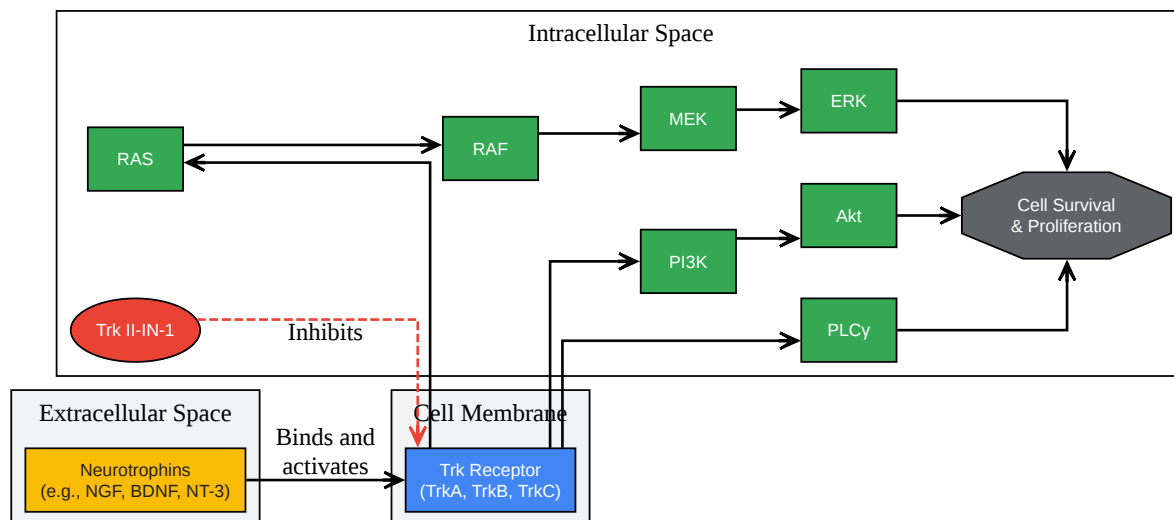 Intracellular Space
ERK
MEK
RAF
RAS
Cell Survival
& Proliferation
Akt
PI3K
Trk II-IN-1
Inhibits
PLCγ
Extracellular Space
Cell Membrane
Binds and
activates
Neurotrophins
(e.g., NGF, BDNF, NT-3)
Trk Receptor
(TrkA, TrkB, TrkC)